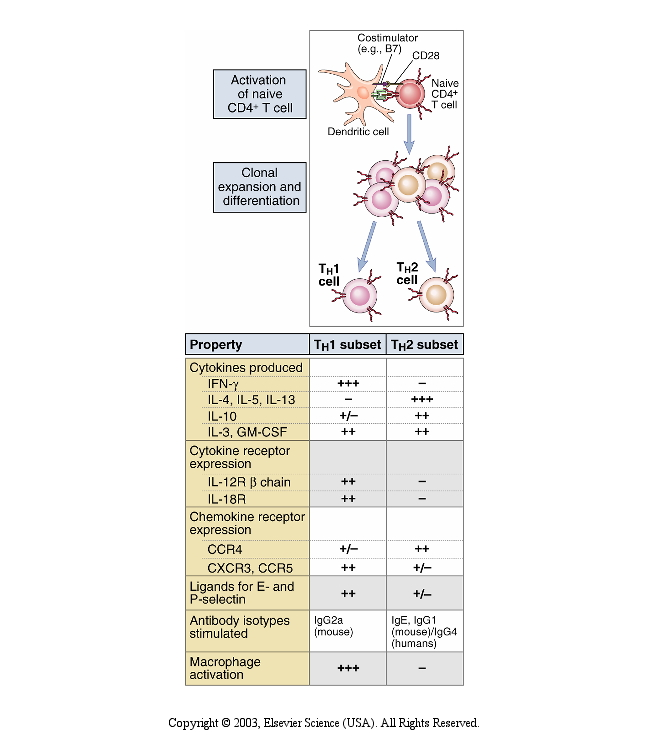 Costimulator
(e.g., B7)
CD28
Activation
of naive
CD4+ T cell
Naive
CD4+
T cell
Dendritic cell
Clonal
expansion and
differentiation
TH1
cell
TH2
cell
Property TH1 subset TH2 subset
Cytokines produced
IFN-γ +++ –
IL-4, IL-5, IL-13 – +++
IL-10 +/– ++
IL-3, GM-CSF ++ ++
Cytokine receptor
expression
IL-12R β chain ++ –
IL-18R ++ –
Chemokine receptor
expression
CCR4 +/– ++
CXCR3, CCR5 ++ +/–
Ligands for E- and
P-selectin ++ +/–
Antibody isotypes
stimulated
IgG2a
(mouse)
IgE, IgG1
(mouse)/IgG4
(humans)
Macrophage
activation +++ –
Copyright © 2003, Elsevier Science (USA). All Rights Reserved.